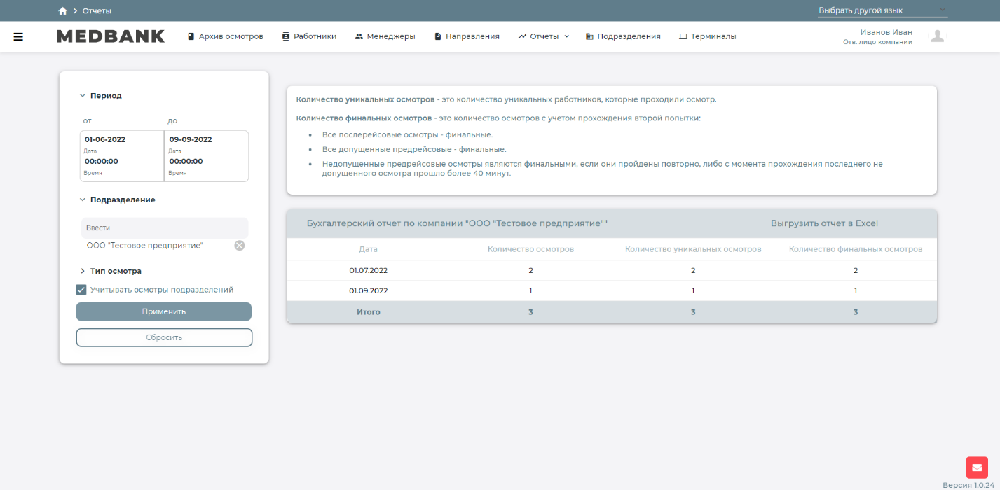 Отчеты
Выбрать другой язык
MEDBANK
Архив осмотров
Работники
Менеджеры
Направления
Отчеты
Подразделения
Терминалы
Иванов Иван
Отв. лицо компании
Период
от
до
01-06-2022
09-09-2022
Дата
Дата
00:00:00
00:00:00
Время
Время
Подразделение
Ввести
ООО "Тестовое предприятие"
Тип осмотра
Учитывать осмотры подразделений
Применить
Сбросить
Количество уникальных осмотров - это количество уникальных работников, которые проходили осмотр.
Количество финальных осмотров - это количество осмотров с учетом прохождения второй попытки:
• Все послерейсовые осмотры - финальные.
• Все допущенные предрейсовые - финальные.
• Недопущенные предрейсовые осмотры являются финальными, если они пройдены повторно, либо с момента прохождения последнего не
допущенного осмотра прошло более 40 минут.
Бухгалтерский отчет по компании "ООО "Тестовое предприятие""
Выгрузить отчет в Excel
Дата Количество осмотров Количество уникальных осмотров Количество финальных осмотров
01.07.2022 2 2 2
01.09.2022 1 1 1
Итого 3 3 3
Версия 1.0.24